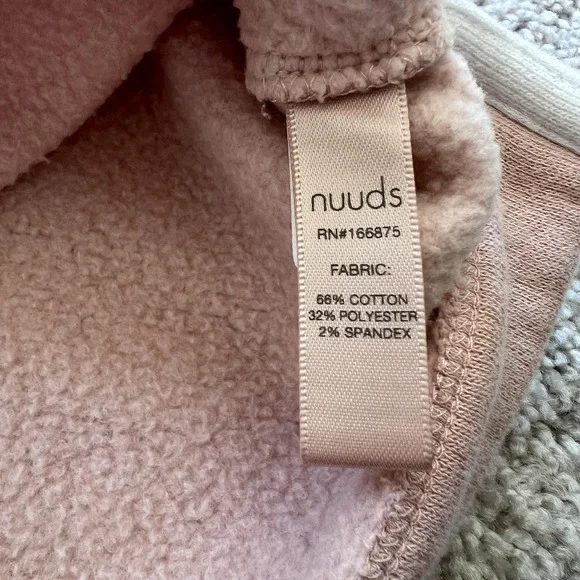 nuuds
RN#166875
FABRIC:
66% COTTON
32% POLYESTER
2% SPANDEX